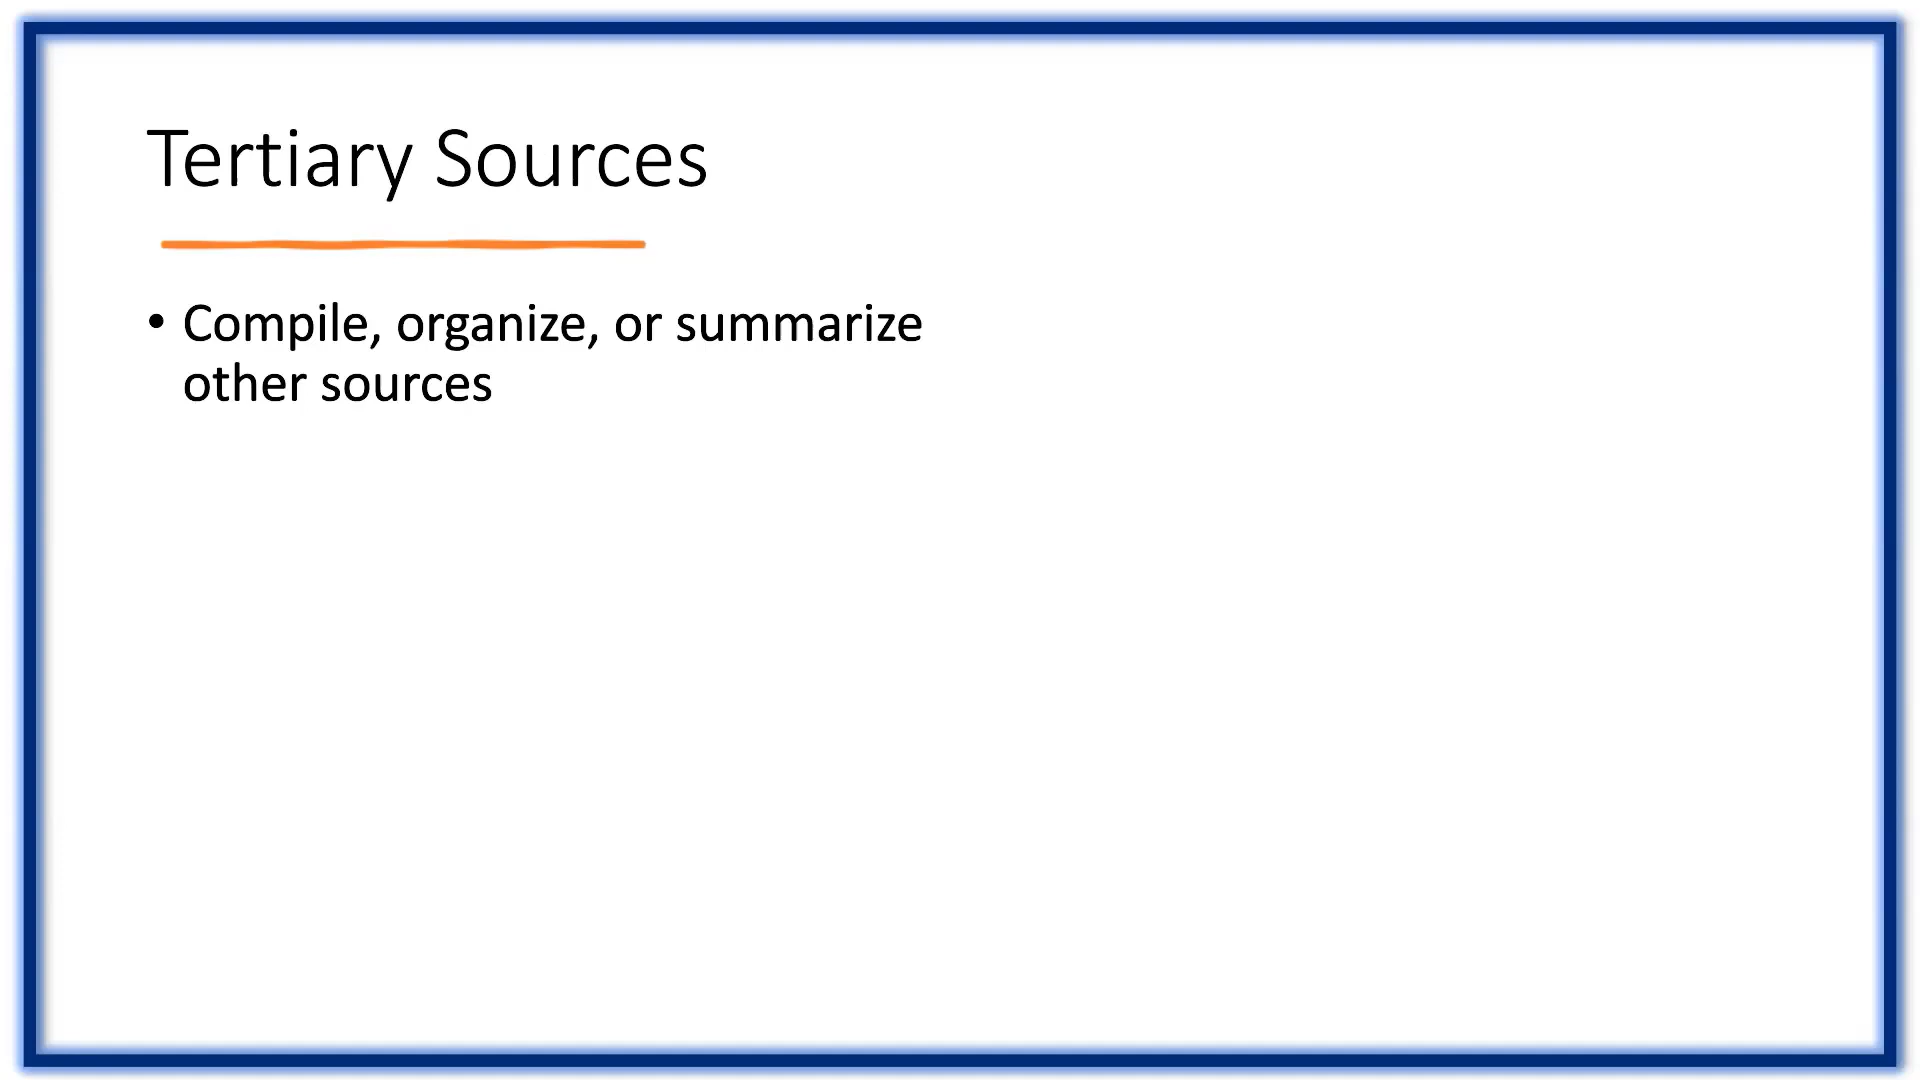 Tertiary Sources
• Compile, organize, or summarize
other sources